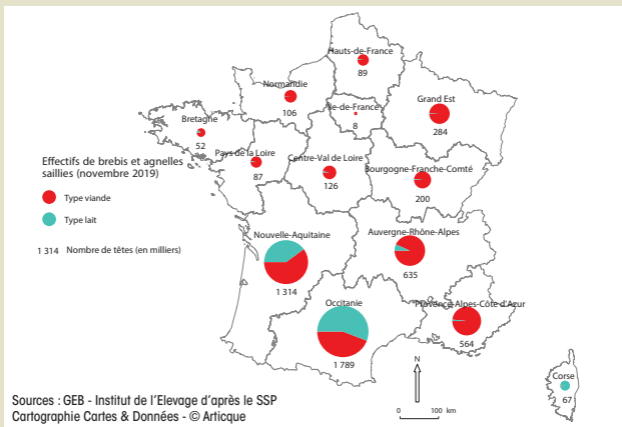 Hauts-de-France
89
Normandie
106
Île-de-France
8
Grand Est
284
Bretagne
52
Pays de la Loire
87
Centre-Val de Loire
126
Bourgogne-Franche-Comté
200
Effectifs de brebis et agnelles
saillies (novembre 2019)
Type viande
Type lait
1 314 Nombre de têtes (en milliers)
Nouvelle-Aquitaine
1 314
Auvergne-Rhône-Alpes
635
Occitanie
1 789
Provence-Alpes-Côte d'Azur
564
Corse
67
N
0 100 km
Sources : GEB - Institut de l'Elevage d'après le SSP
Cartographie Cartes & Données - © Articque